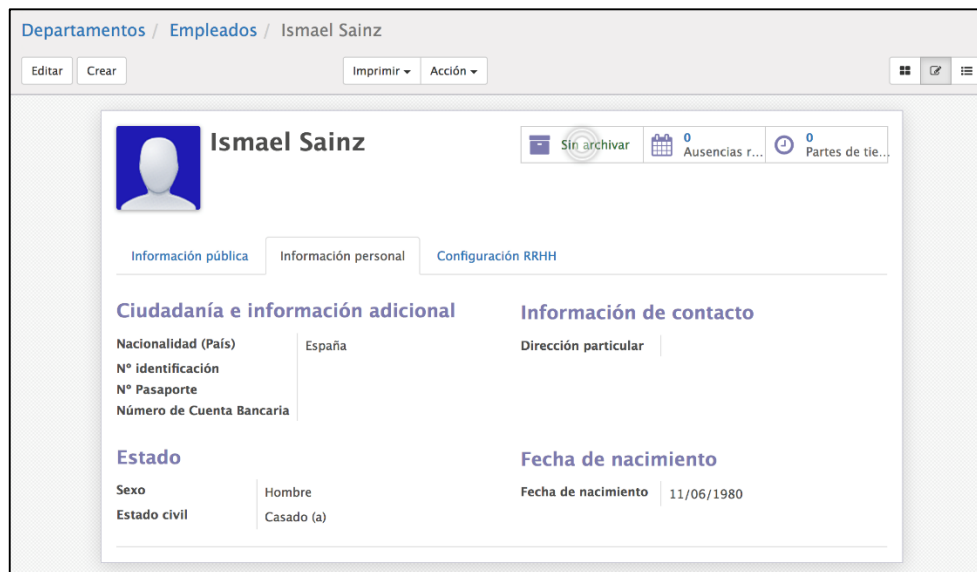 Departamentos / Empleados / Ismael Sainz
Editar Crear Imprimir Acción
Ismael Sainz
Sin archivar
0
Ausencias r...
0
Partes de tie...
Información pública Información personal Configuración RRHH
Ciudadanía e información adicional
Nacionalidad (País) España
Nº identificación
Nº Pasaporte
Número de Cuenta Bancaria
Información de contacto
Dirección particular
Estado
Sexo Hombre
Estado civil Casado (a)
Fecha de nacimiento
Fecha de nacimiento 11/06/1980